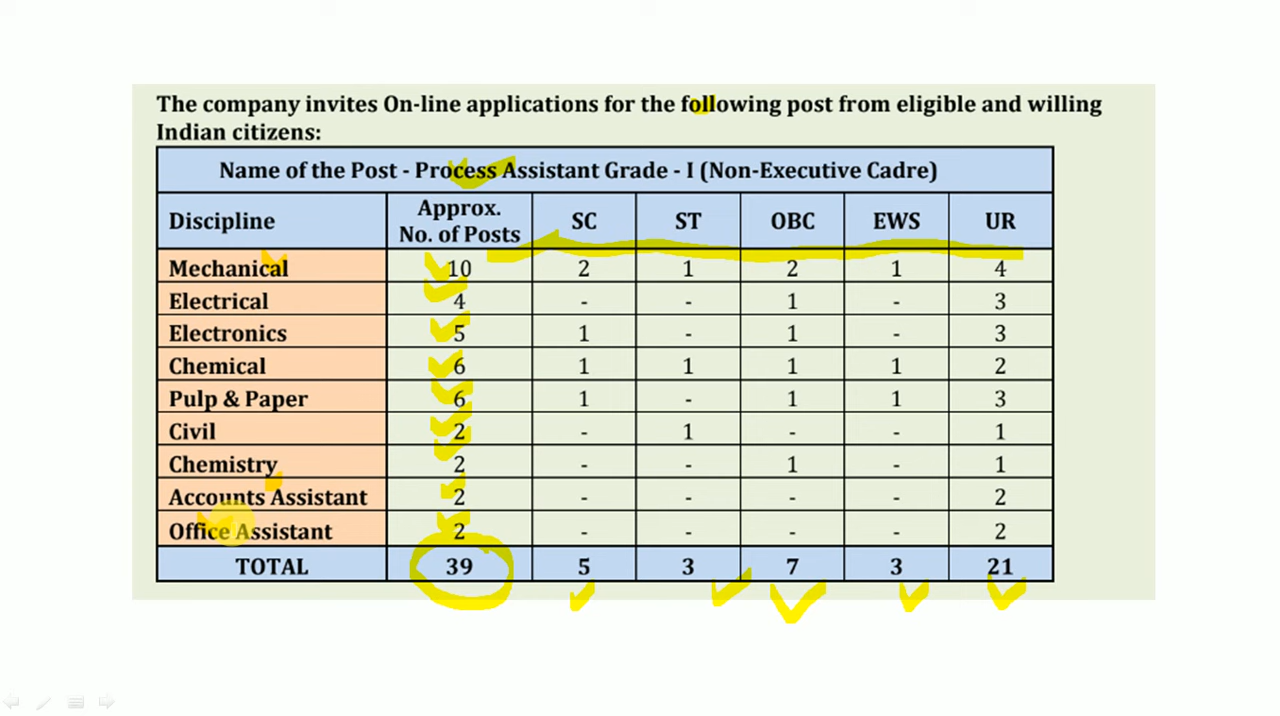 The company invites On-line applications for the following post from eligible and willing
Indian citizens:
Name of the Post - Process Assistant Grade - I (Non-Executive Cadre)
Discipline Approx. No. of Posts SC ST OBC EWS UR
Mechanical 10 2 1 2 1 4
Electrical 4 - - 1 - 3
Electronics 5 1 - 1 - 3
Chemical 6 1 1 1 1 2
Pulp & Paper 6 1 - 1 1 3
Civil 2 - 1 - - 1
Chemistry 2 - - 1 - 1
Accounts Assistant 2 - - - - 2
Office Assistant 2 - - - - 2
TOTAL 39 5 3 7 3 21